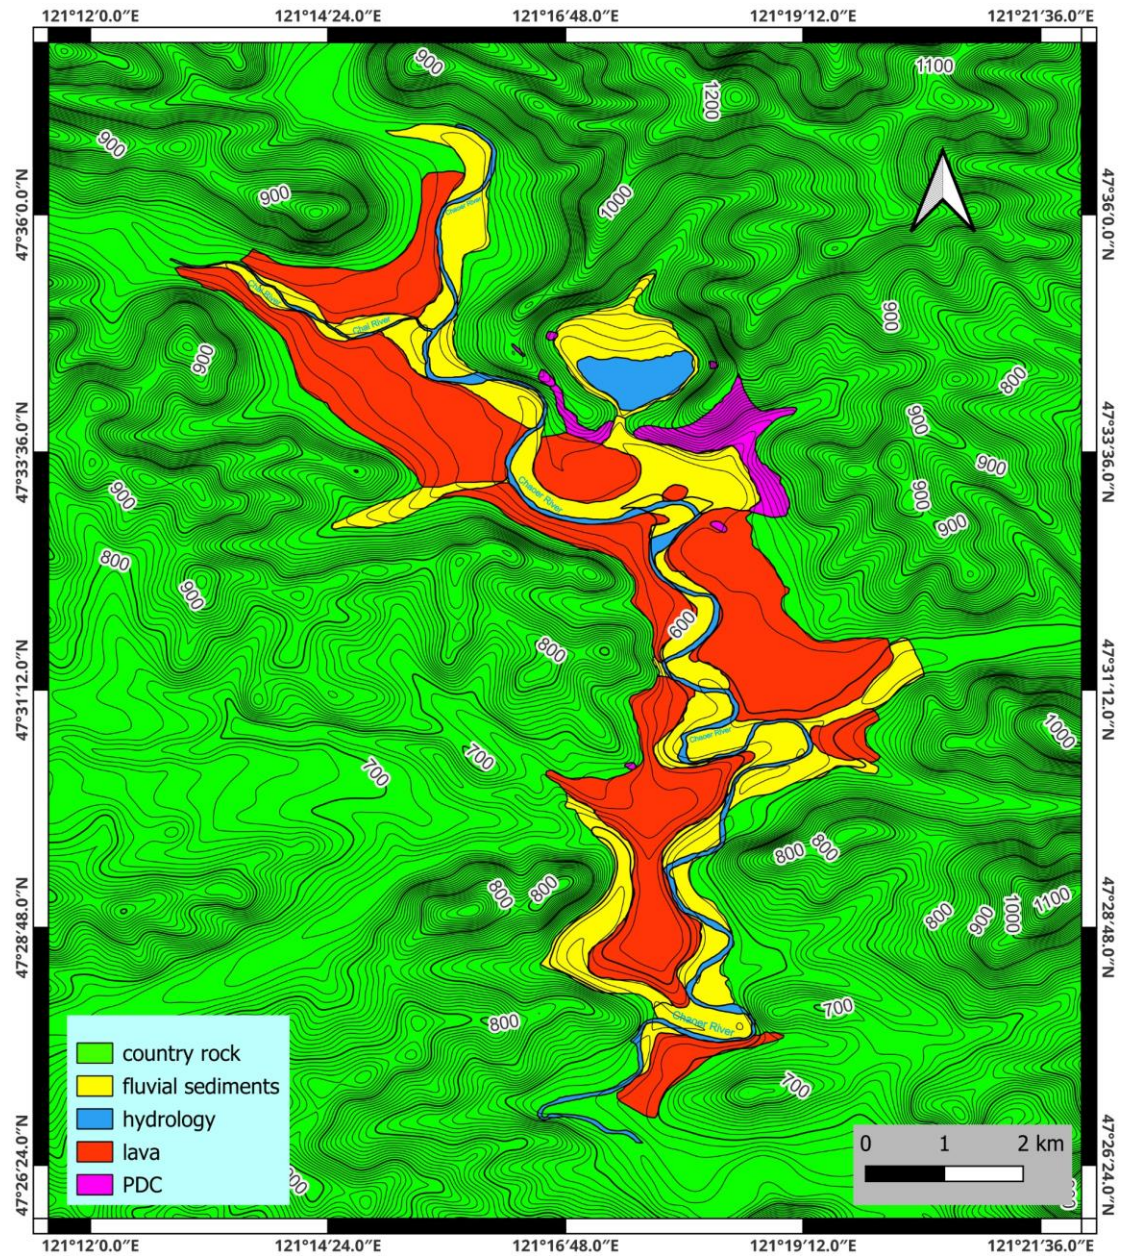 121°12′0.0″E 121°14′24.0″E 121°16′48.0″E 121°19′12.0″E 121°21′36.0″E
900
1100
1200
900
900
1000
47°36′0.0″N
47°36′0.0″N
Chaoer River
Chal River
Chal River
900
900
800
900
47°33′36.0″N
47°33′36.0″N
900
900
900
900
Chaoer River
800
900
600
800
47°31′12.0″N
47°31′12.0″N
Chaoer River
1000
700
700
800
800
800
800
800
900
1000
1100
47°28′48.0″N
47°28′48.0″N
800
700
Chaoer River
700
country rock
fluvial sediments
hydrology
lava
PDC
0 1 2 km
47°26′24.0″N
47°26′24.0″N
121°12′0.0″E 121°14′24.0″E 121°16′48.0″E 121°19′12.0″E 121°21′36.0″E